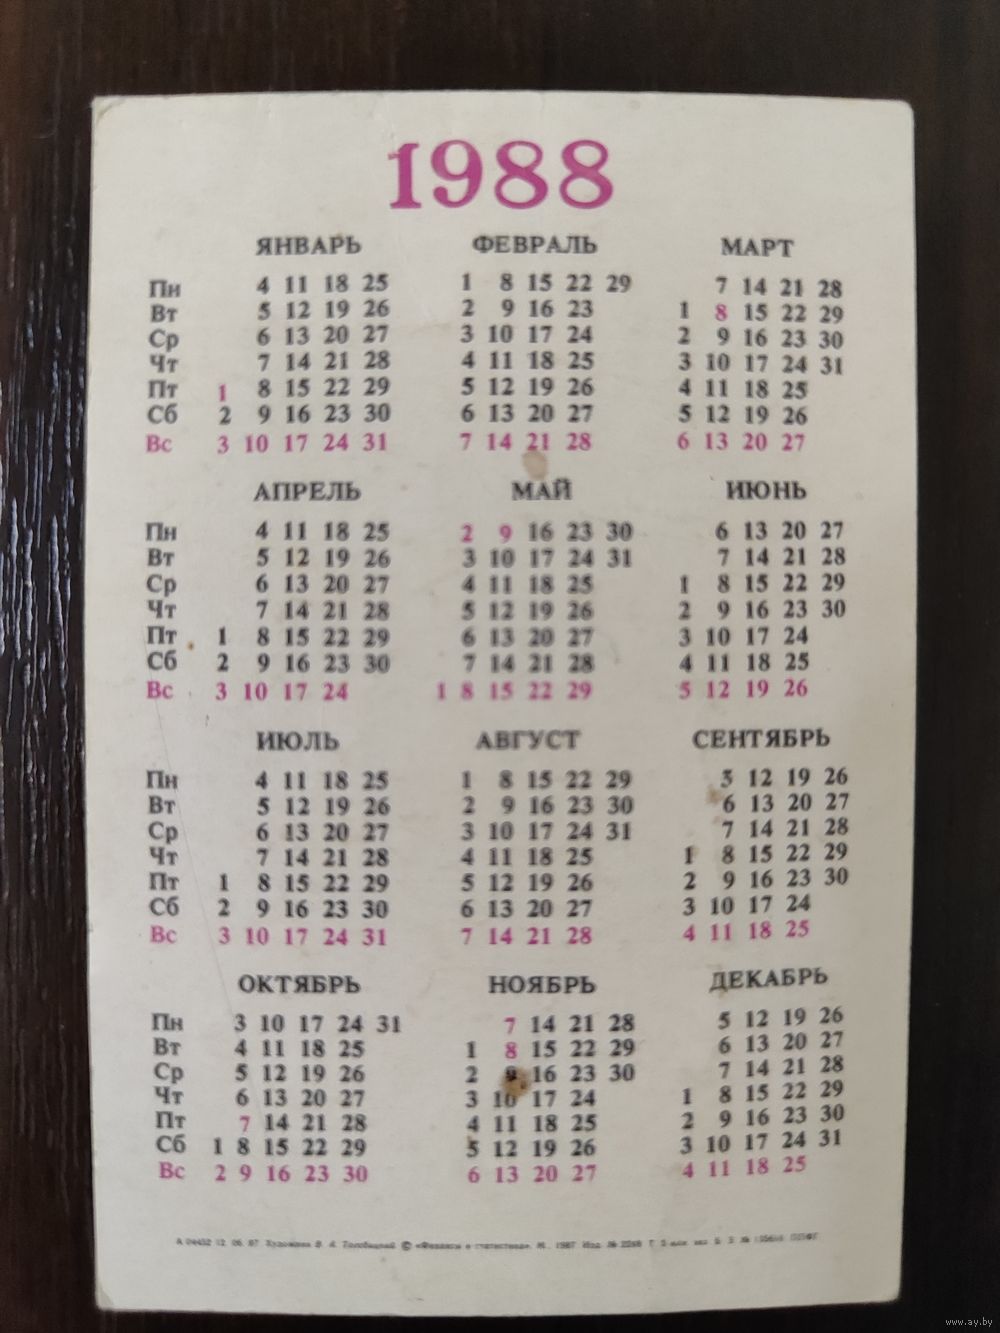 1988
ЯНВАРЬ ФЕВРАЛЬ МАРТ
Пн 4 11 18 25 1 8 15 22 29 7 14 21 28
Вт 5 12 19 26 2 9 16 23 1 8 15 22 29
Ср 6 13 20 27 3 10 17 24 2 9 16 23 30
Чт 7 14 21 28 4 11 18 25 3 10 17 24 31
Пт 1 8 15 22 29 5 12 19 26 4 11 18 25
Сб 2 9 16 23 30 6 13 20 27 5 12 19 26
Вс 3 10 17 24 31 7 14 21 28 6 13 20 27
АПРЕЛЬ МАЙ ИЮНЬ
Пн 4 11 18 25 2 9 16 23 30 6 13 20 27
Вт 5 12 19 26 3 10 17 24 31 7 14 21 28
Ср 6 13 20 27 4 11 18 25 1 8 15 22 29
Чт 7 14 21 28 5 12 19 26 2 9 16 23 30
Пт 1 8 15 22 29 6 13 20 27 3 10 17 24
Сб 2 9 16 23 30 7 14 21 28 4 11 18 25
Вс 3 10 17 24 1 8 15 22 29 5 12 19 26
ИЮЛЬ АВГУСТ СЕНТЯБРЬ
Пн 4 11 18 25 1 8 15 22 29 5 12 19 26
Вт 5 12 19 26 2 9 16 23 30 6 13 20 27
Ср 6 13 20 27 3 10 17 24 31 7 14 21 28
Чт 7 14 21 28 4 11 18 25 1 8 15 22 29
Пт 1 8 15 22 29 5 12 19 26 2 9 16 23 30
Сб 2 9 16 23 30 6 13 20 27 3 10 17 24
Вс 3 10 17 24 31 7 14 21 28 4 11 18 25
ОКТЯБРЬ НОЯБРЬ ДЕКАБРЬ
Пн 3 10 17 24 31 7 14 21 28 5 12 19 26
Вт 4 11 18 25 1 8 15 22 29 6 13 20 27
Ср 5 12 19 26 2 9 16 23 30 7 14 21 28
Чт 6 13 20 27 3 10 17 24 1 8 15 22 29
Пт 7 14 21 28 4 11 18 25 2 9 16 23 30
Сб 1 8 15 22 29 5 12 19 26 3 10 17 24 31
Вс 2 9 16 23 30 6 13 20 27 4 11 18 25
А 04432 12. 06. 87. Художник В. А. © «Финансы и статистика», М., 1987. Изд. №
www.ay.by